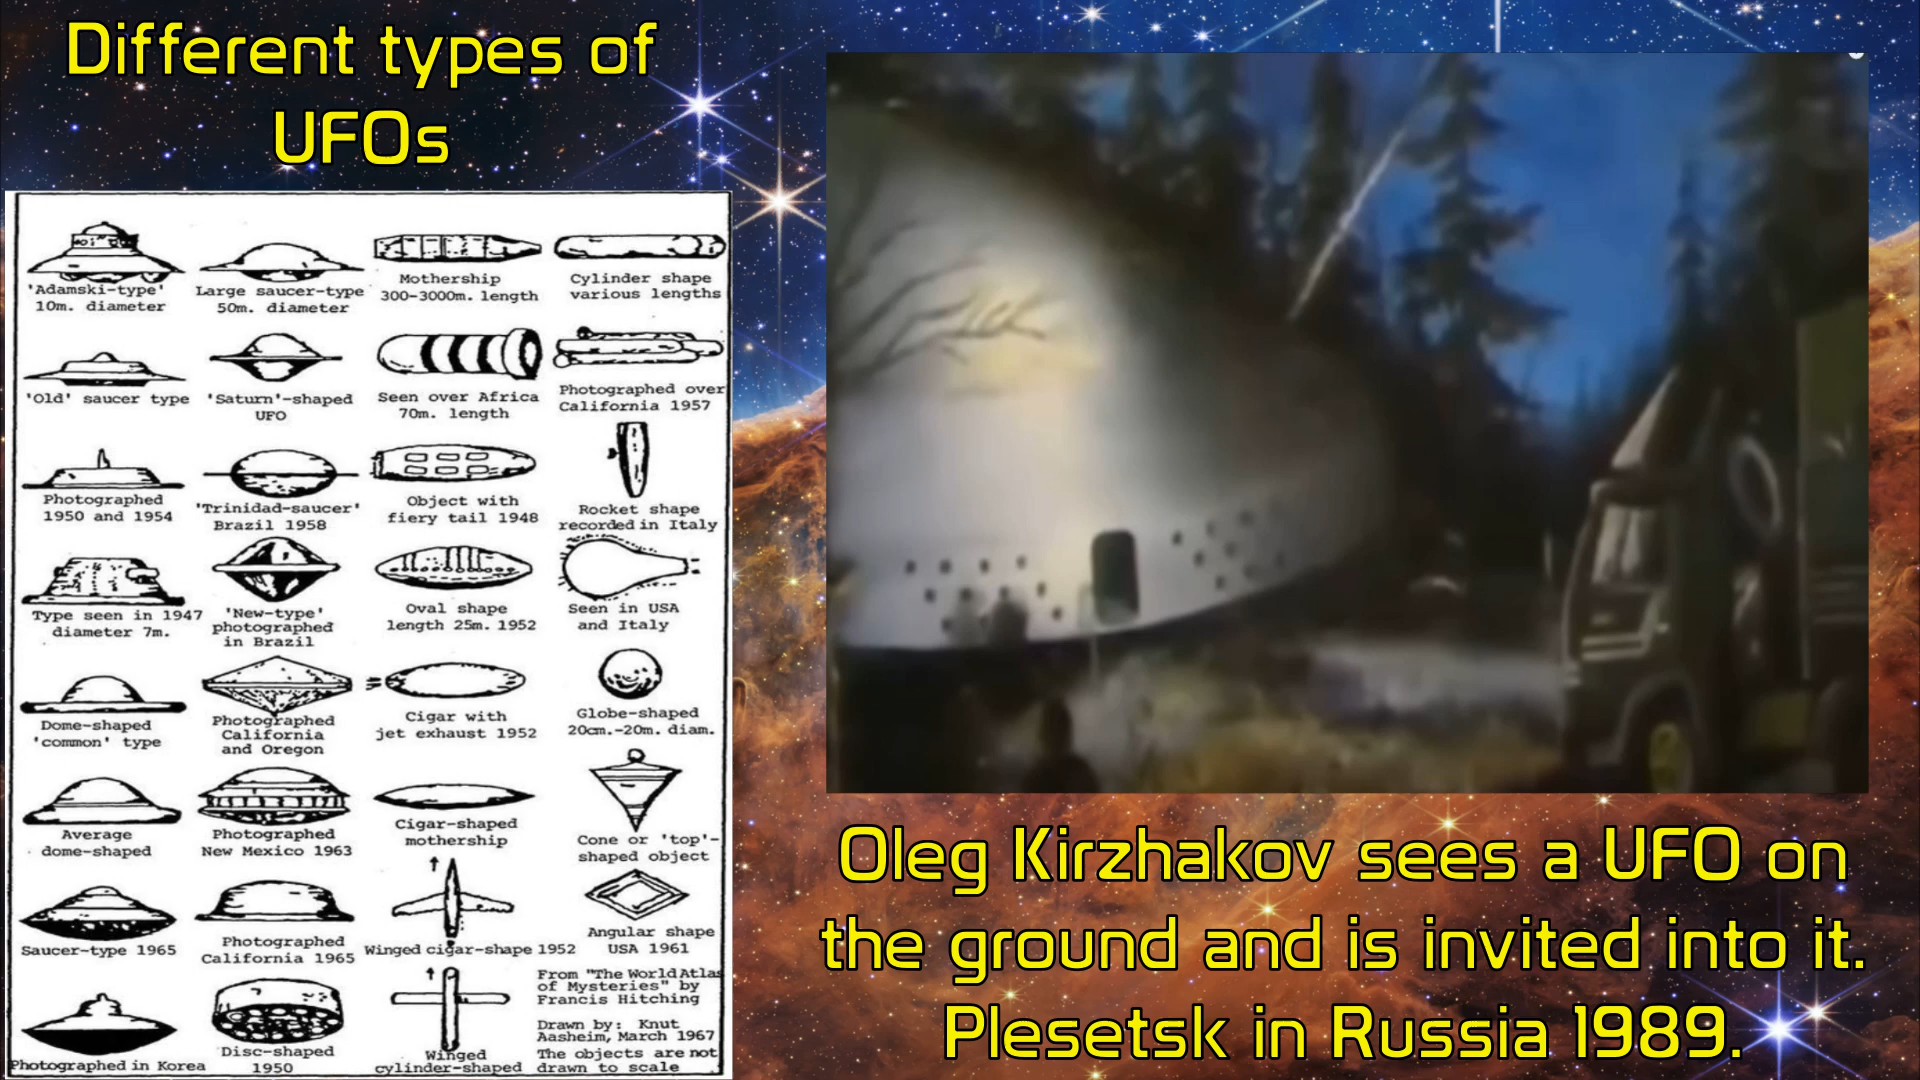 Different types of
UFOs
'Adamski-type'
10m. diameter
Large saucer-type
50m. diameter
Mothership
300-3000m. length
Cylinder shape
various lengths
'Old' saucer type
'Saturn'-shaped
UFO
Seen over Africa
70m. length
Photographed over
California 1957
Photographed
1950 and 1954
'Trinidad-saucer'
Brazil 1958
Object with
fiery tail 1948
Rocket shape
recorded in Italy
Type seen in 1947
diameter 7m.
'New-type'
photographed
in Brazil
Oval shape
length 25m. 1952
Seen in USA
and Italy
Dome-shaped
'common' type
Photographed
California
and Oregon
Cigar with
jet exhaust 1952
Globe-shaped
20cm.-20m. diam.
Average
dome-shaped
Photographed
New Mexico 1963
Cigar-shaped
mothership
Cone or 'top'-
shaped object
Saucer-type 1965
Photographed
California 1965
Winged cigar-shape 1952
Angular shape
USA 1961
Photographed in Korea
Disc-shaped
1950
Winged
cylinder-shaped
From "The World Atlas
of Mysteries" by
Francis Hitching
Drawn by: Knut
Aasheim, March 1967
The objects are not
drawn to scale
Oleg Kirzhakov sees a UFO on
the ground and is invited into it.
Plesetsk in Russia 1989.